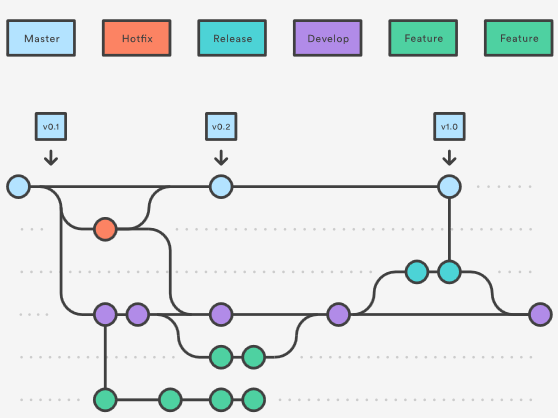 Master
Hotfix
Release
Develop
Feature
Feature
v0.1
v0.2
v1.0